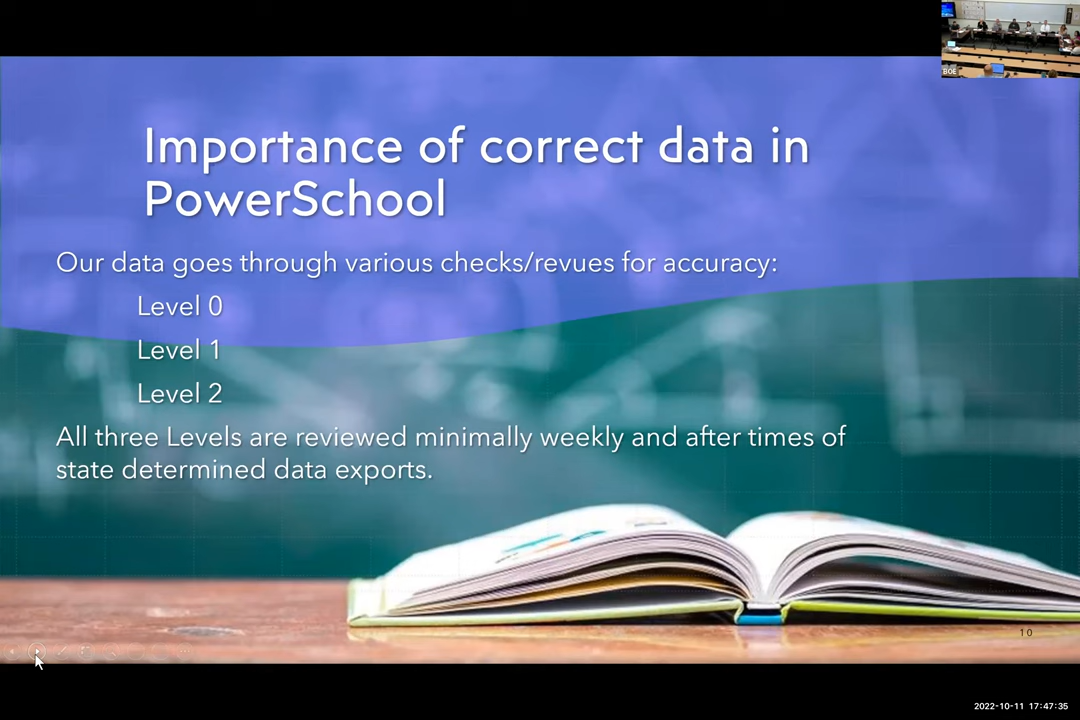 BOE
Importance of correct data in
PowerSchool
Our data goes through various checks/revues for accuracy:
Level 0
Level 1
Level 2
All three Levels are reviewed minimally weekly and after times of
state determined data exports.
10
2022-10-11 17:47:35